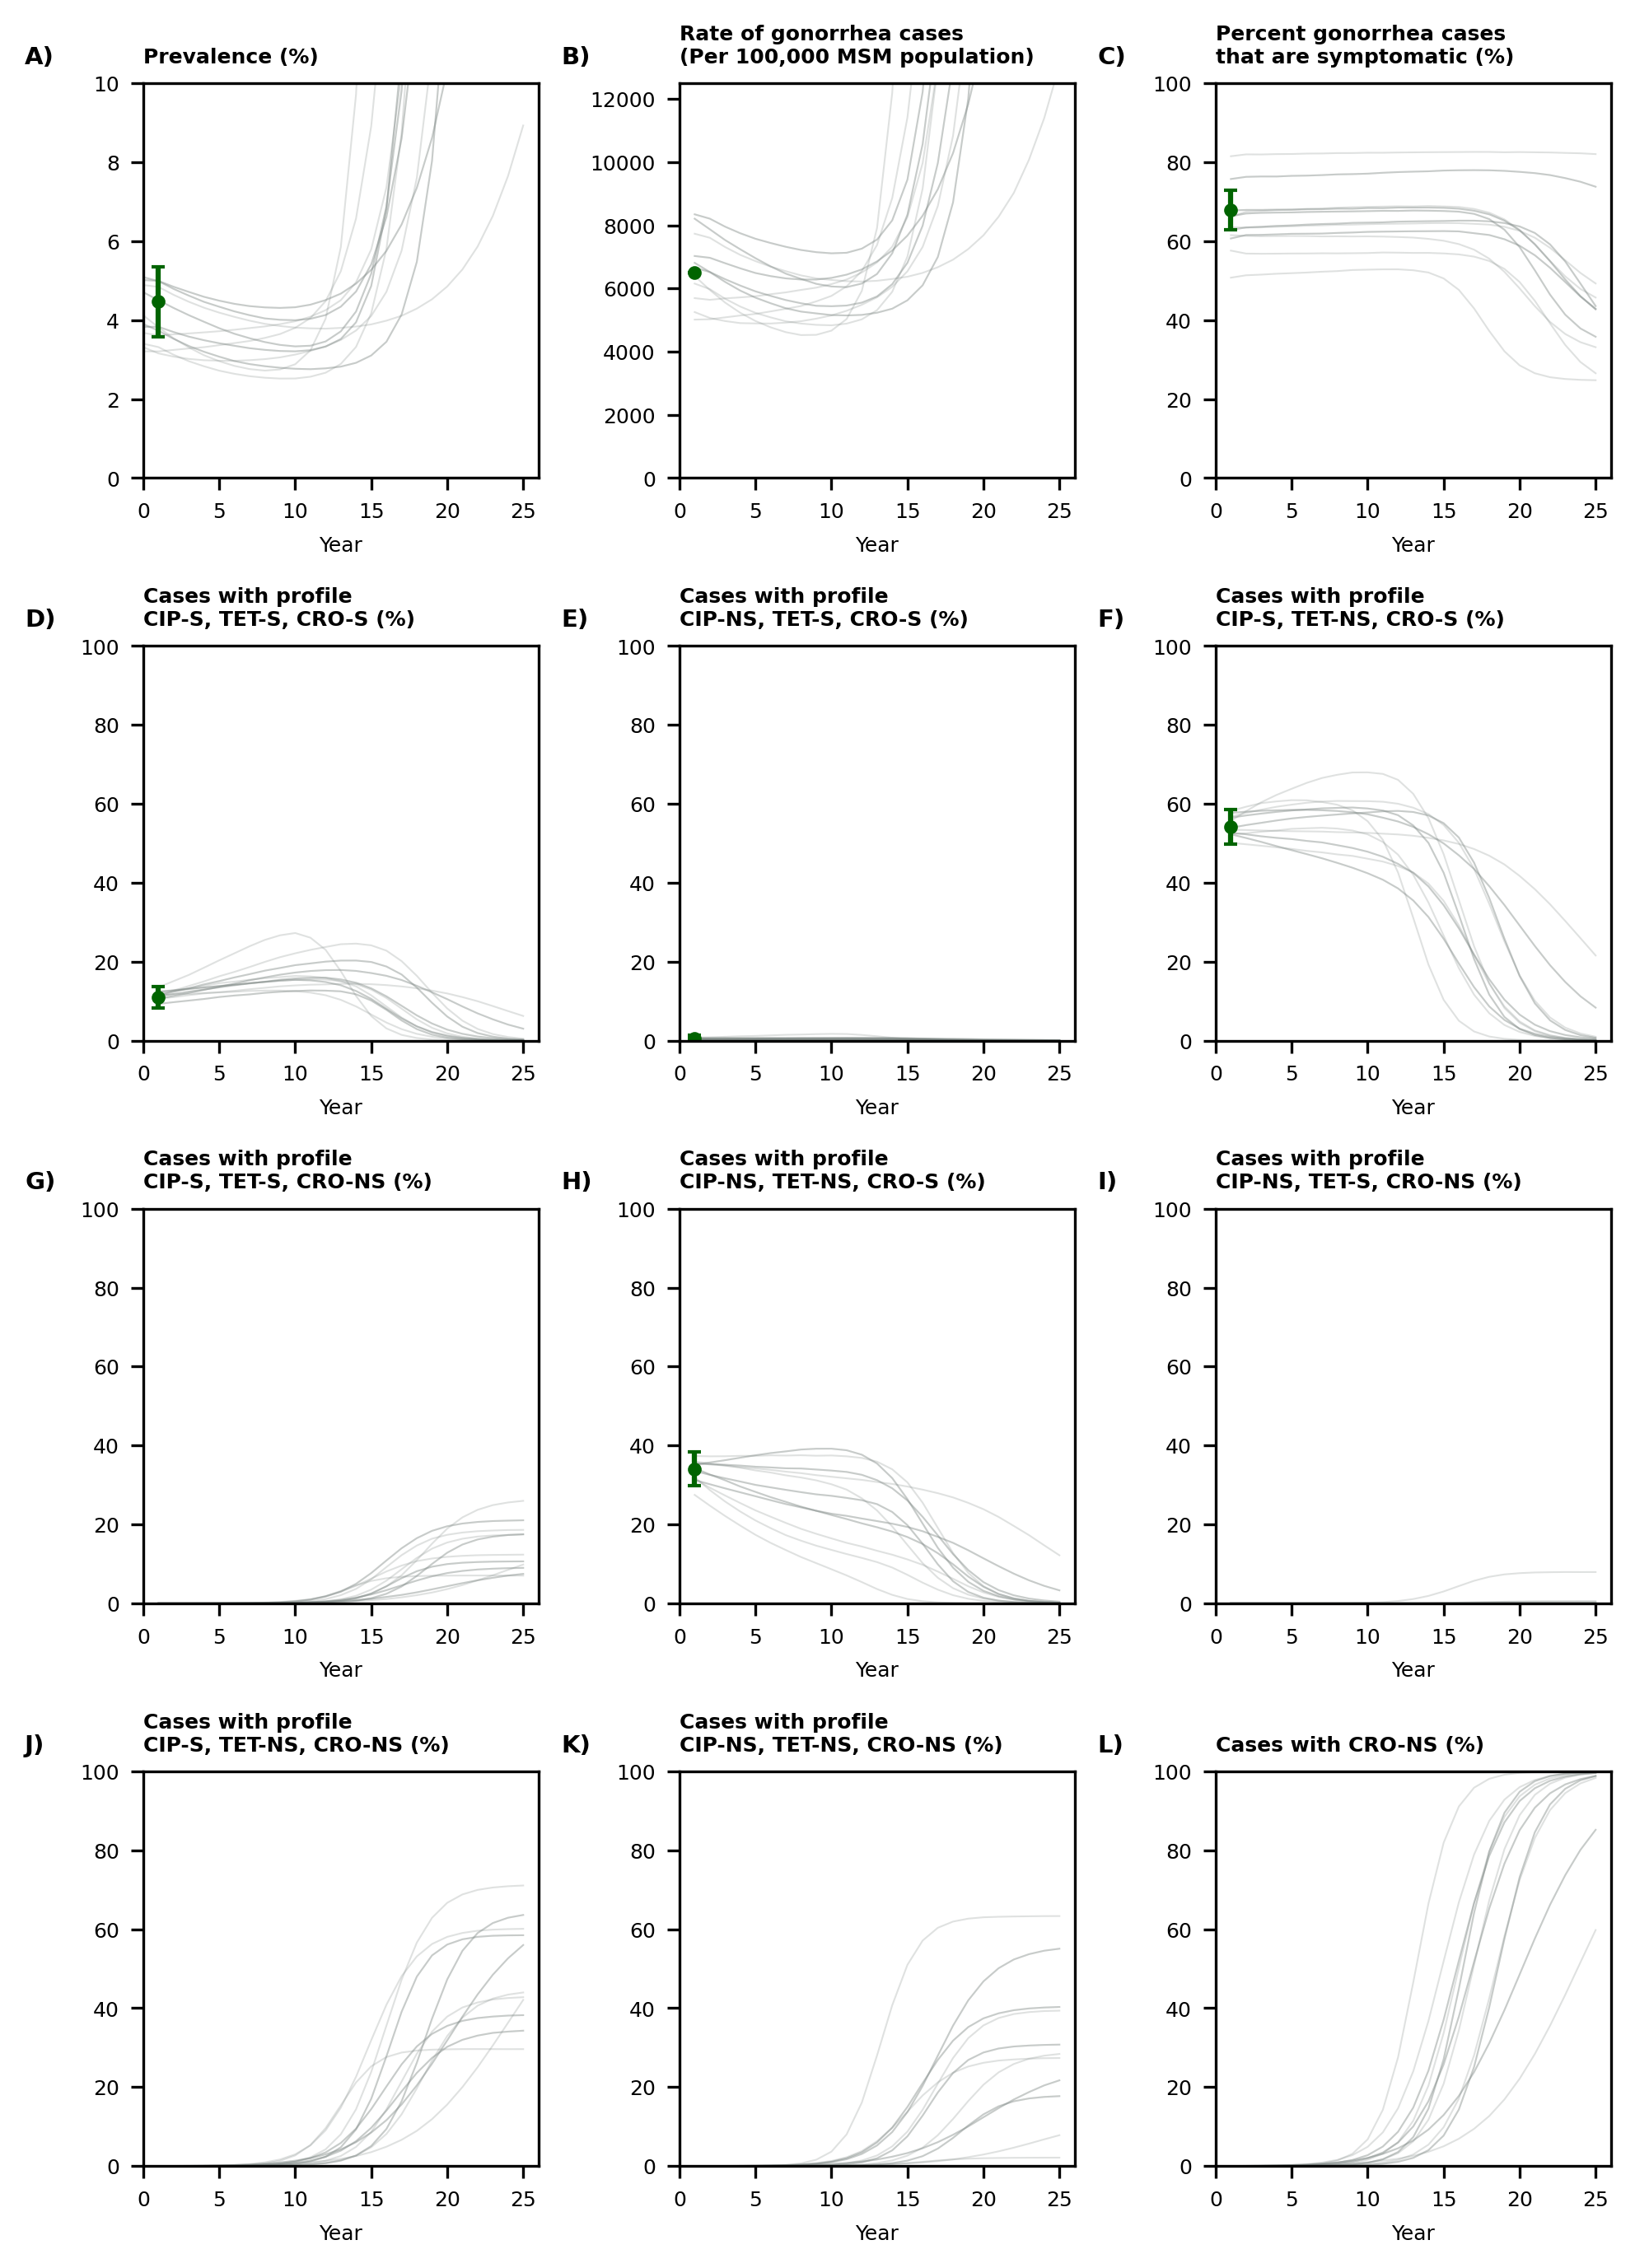 A)
Prevalence (%)
10
8
6
4
2
0
0 5 10 15 20 25
Year
B)
Rate of gonorrhea cases
(Per 100,000 MSM population)
12000
10000
8000
6000
4000
2000
0
0 5 10 15 20 25
Year
C)
Percent gonorrhea cases
that are symptomatic (%)
100
80
60
40
20
0
0 5 10 15 20 25
Year
D)
Cases with profile
CIP-S, TET-S, CRO-S (%)
100
80
60
40
20
0
0 5 10 15 20 25
Year
E)
Cases with profile
CIP-NS, TET-S, CRO-S (%)
100
80
60
40
20
0
0 5 10 15 20 25
Year
F)
Cases with profile
CIP-S, TET-NS, CRO-S (%)
100
80
60
40
20
0
0 5 10 15 20 25
Year
G)
Cases with profile
CIP-S, TET-S, CRO-NS (%)
100
80
60
40
20
0
0 5 10 15 20 25
Year
H)
Cases with profile
CIP-NS, TET-NS, CRO-S (%)
100
80
60
40
20
0
0 5 10 15 20 25
Year
I)
Cases with profile
CIP-NS, TET-S, CRO-NS (%)
100
80
60
40
20
0
0 5 10 15 20 25
Year
J)
Cases with profile
CIP-S, TET-NS, CRO-NS (%)
100
80
60
40
20
0
0 5 10 15 20 25
Year
K)
Cases with profile
CIP-NS, TET-NS, CRO-NS (%)
100
80
60
40
20
0
0 5 10 15 20 25
Year
L)
Cases with CRO-NS (%)
100
80
60
40
20
0
0 5 10 15 20 25
Year